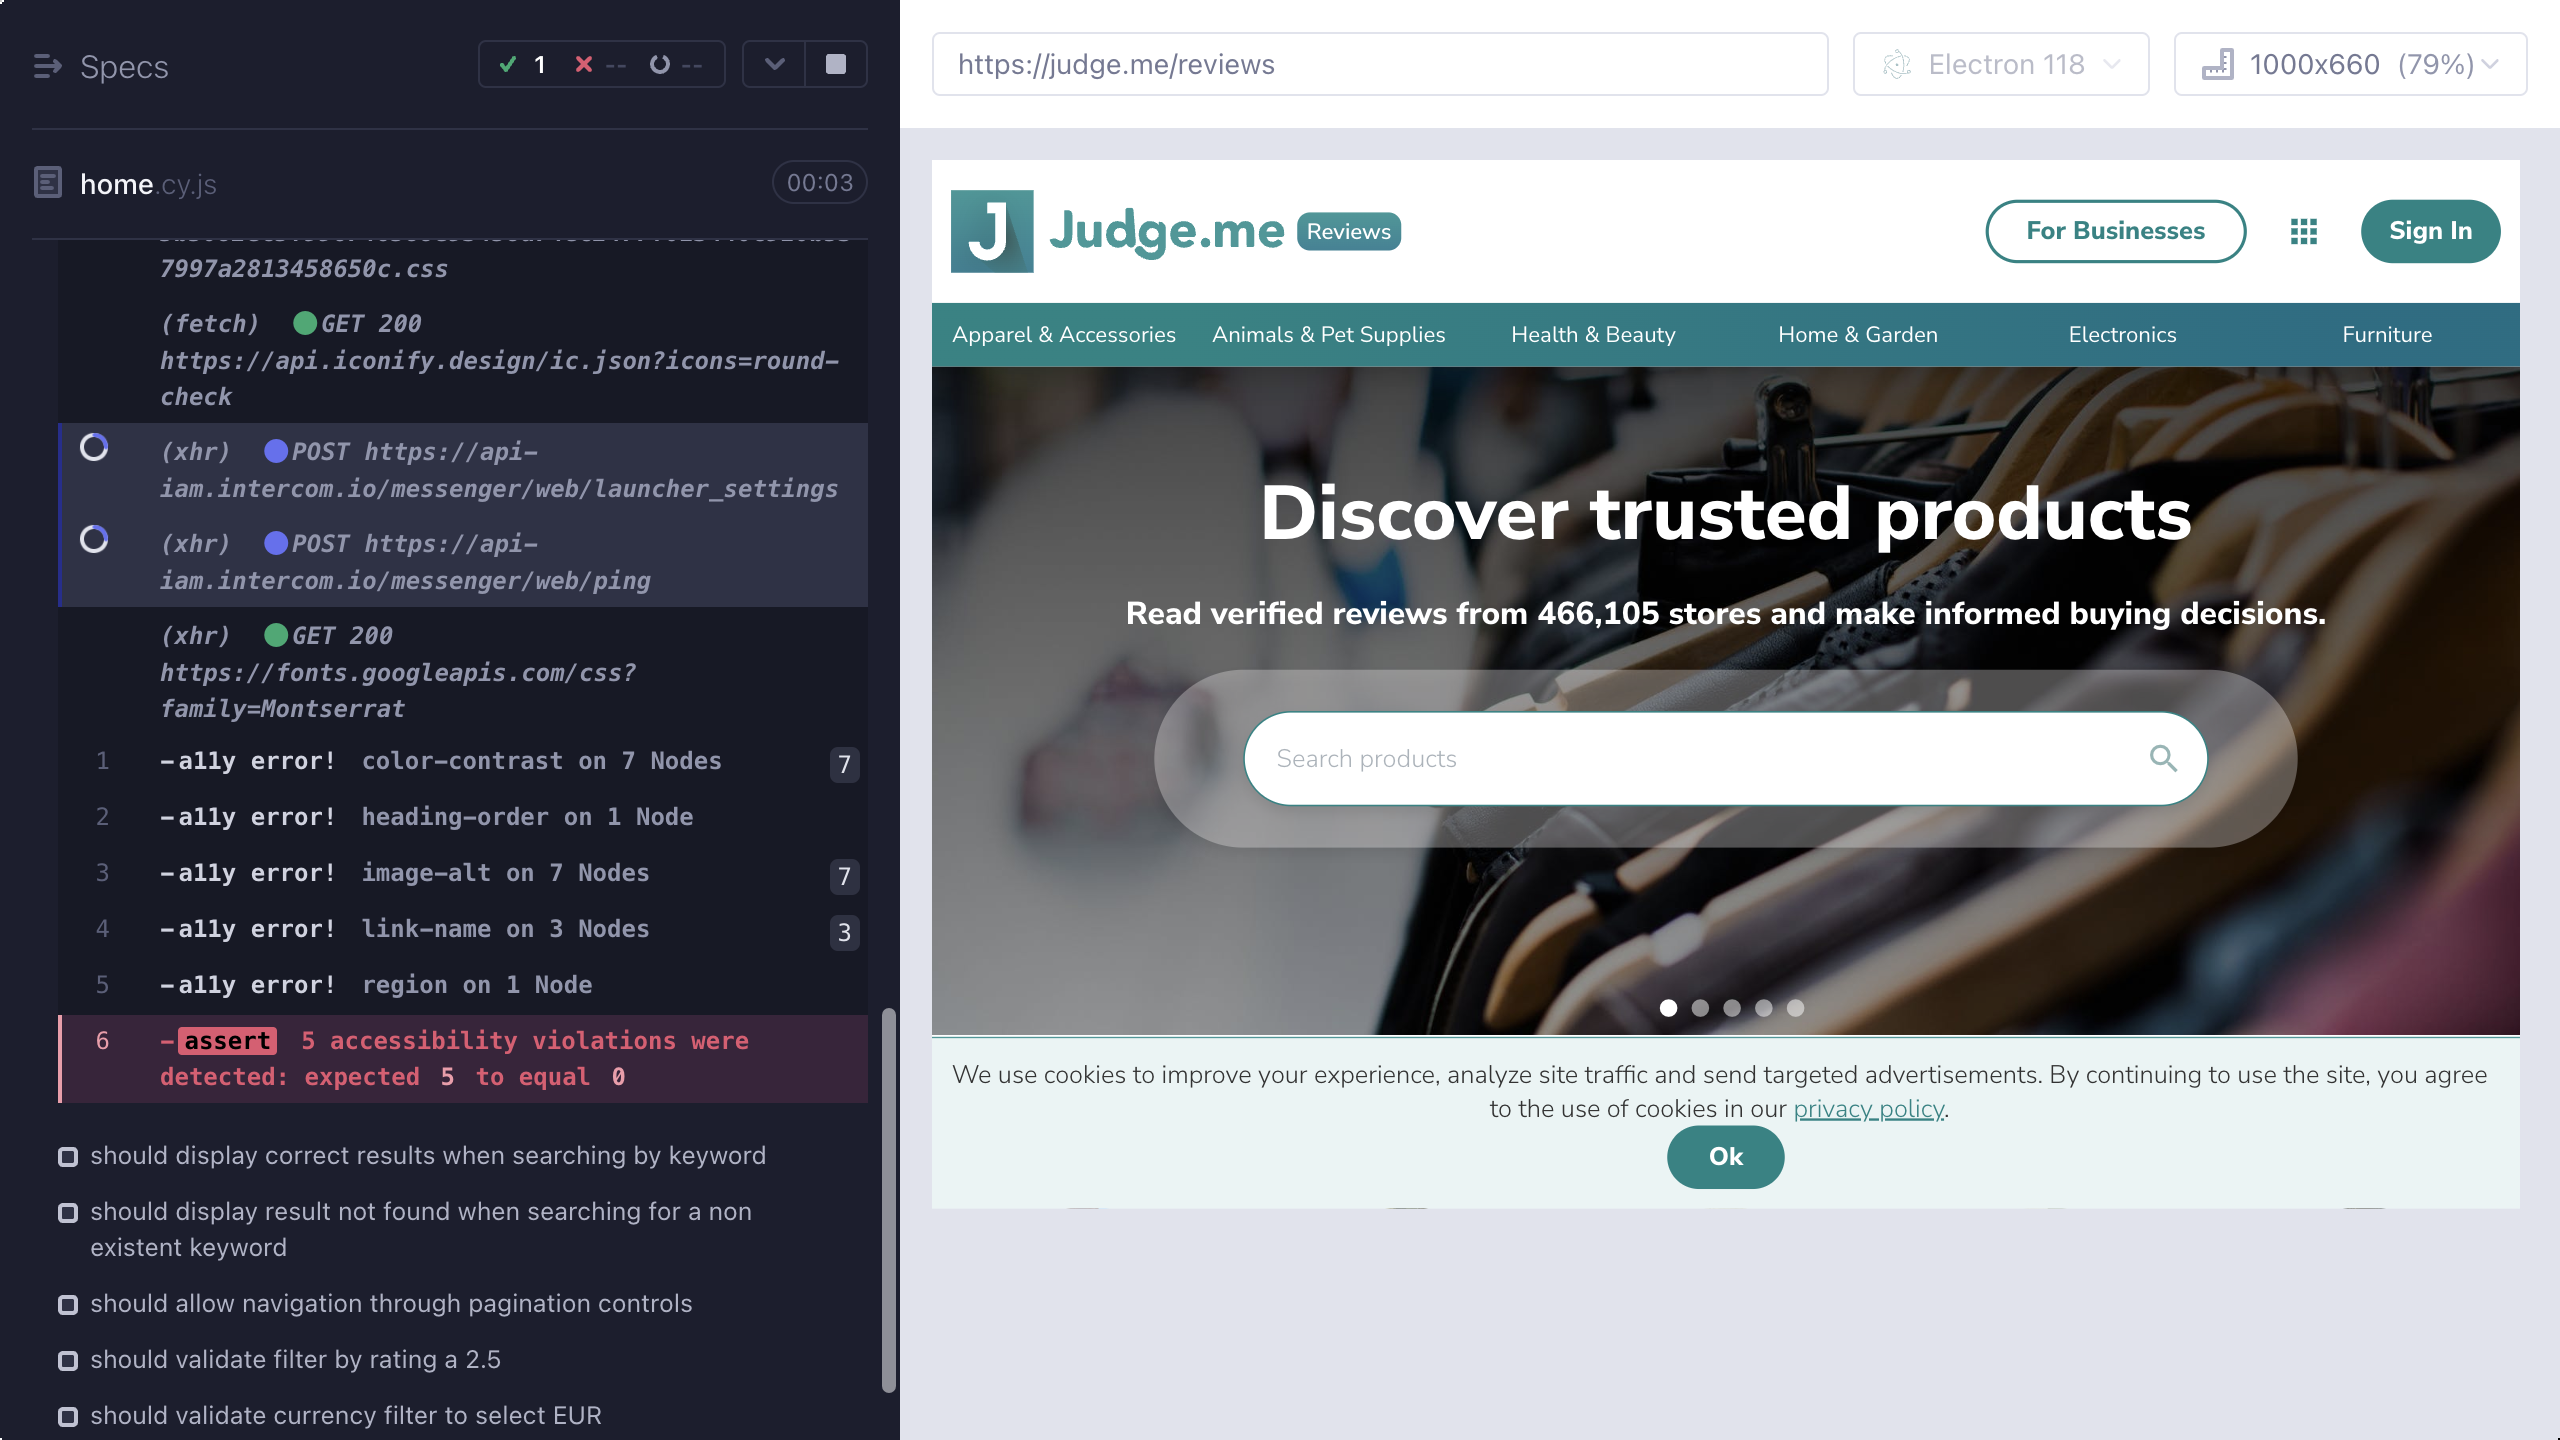 Specs
1 -- --
home.cy.js
00:03
7997a2813458650c.css
(fetch) GET 200
https://api.iconify.design/ic.json?icons=round-
check
(xhr) POST https://api-
iam.intercom.io/messenger/web/launcher_settings
(xhr) POST https://api-
iam.intercom.io/messenger/web/ping
(xhr) GET 200
https://fonts.googleapis.com/css?
family=Montserrat
1 -a11y error! color-contrast on 7 Nodes 7
2 -a11y error! heading-order on 1 Node
3 -a11y error! image-alt on 7 Nodes 7
4 -a11y error! link-name on 3 Nodes 3
5 -a11y error! region on 1 Node
6 -assert 5 accessibility violations were
detected: expected 5 to equal 0
should display correct results when searching by keyword
should display result not found when searching for a non
existent keyword
should allow navigation through pagination controls
should validate filter by rating a 2.5
should validate currency filter to select EUR
https://judge.me/reviews
Electron 118
1000x660 (79%)
J Judge.me Reviews
For Businesses
Sign In
Apparel & Accessories Animals & Pet Supplies Health & Beauty Home & Garden Electronics Furniture
Discover trusted products
Read verified reviews from 466,105 stores and make informed buying decisions.
Search products
We use cookies to improve your experience, analyze site traffic and send targeted advertisements. By continuing to use the site, you agree
to the use of cookies in our privacy policy.
Ok